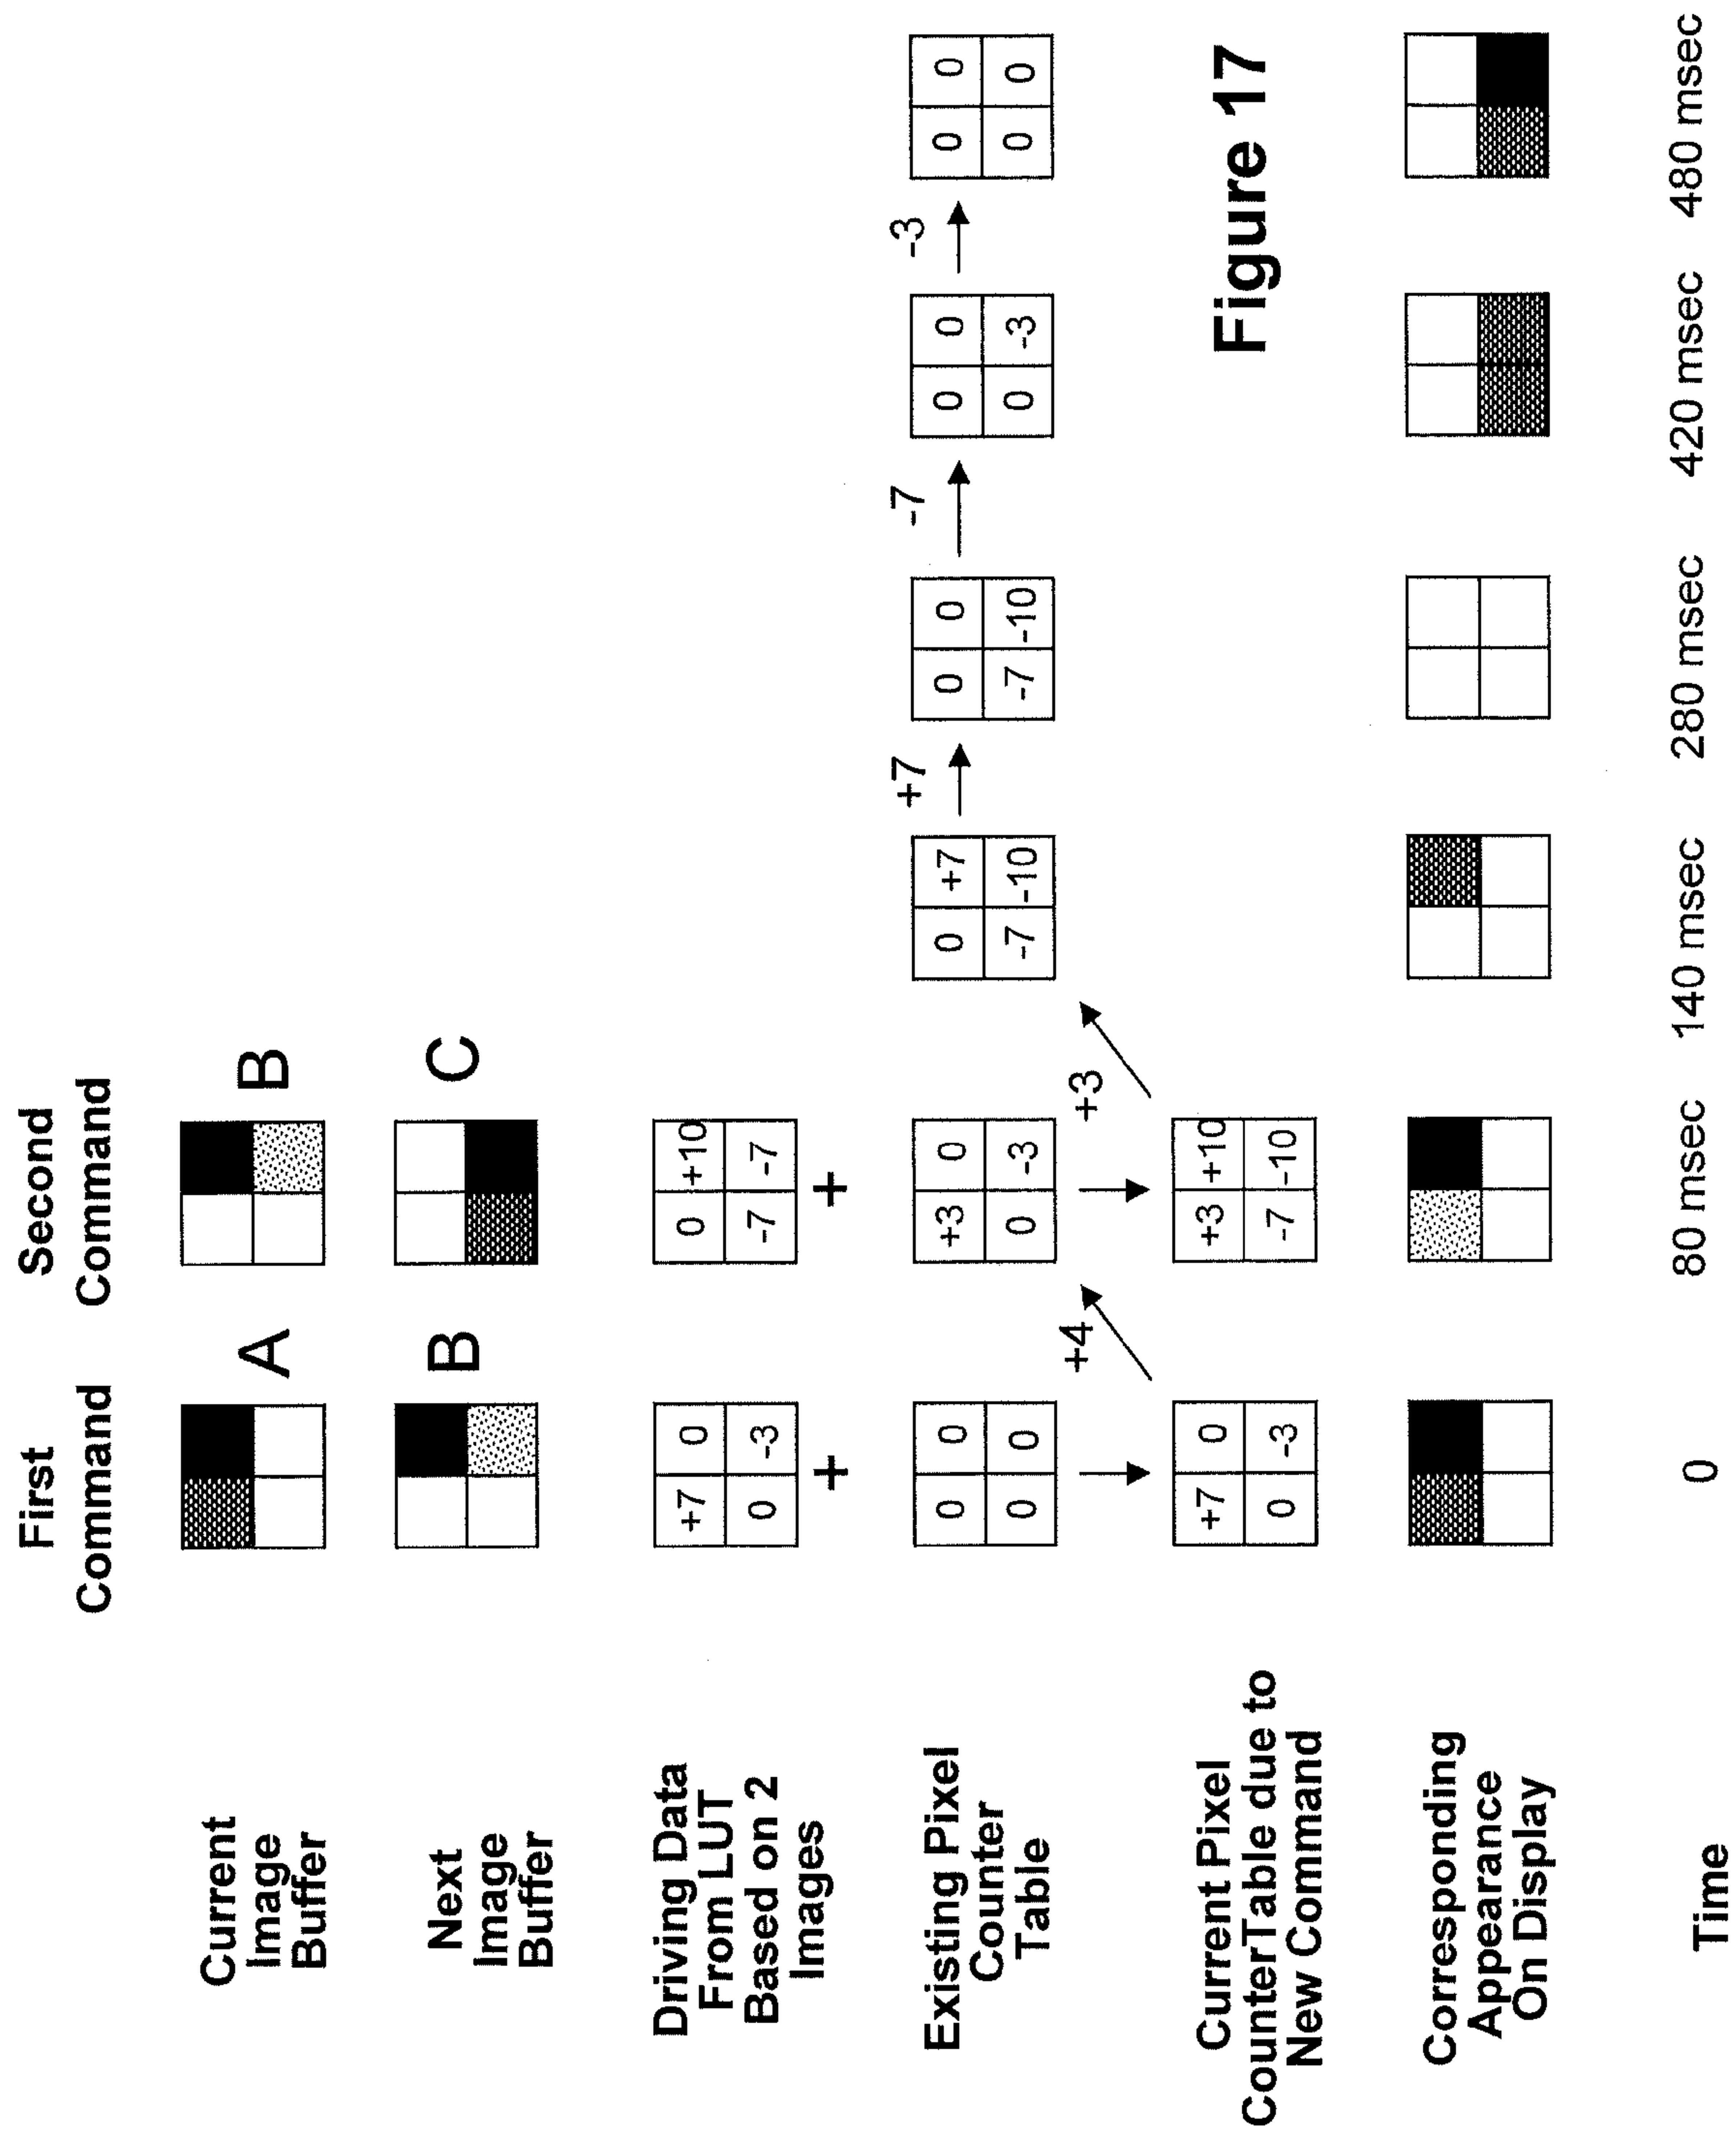 First
Command
Second
Command
Current
Image
Buffer
A
B
Next
Image
Buffer
B
C
Driving Data
From LUT
Based on 2
Images
+7 0
0 -3
0 +10
-7 -7
+
+
Existing Pixel
Counter
Table
0 0
0 0
+3 0
0 -3
0 +7
-7 -10
+7
0 0
-7 -10
-7
0 0
0 -3
-3
0 0
0 0
+4
+3
Current Pixel
CounterTable due to
New Command
+7 0
0 -3
+3 +10
-7 -10
Figure 17
Corresponding
Appearance
On Display
Time
0
80 msec
140 msec
280 msec
420 msec
480 msec